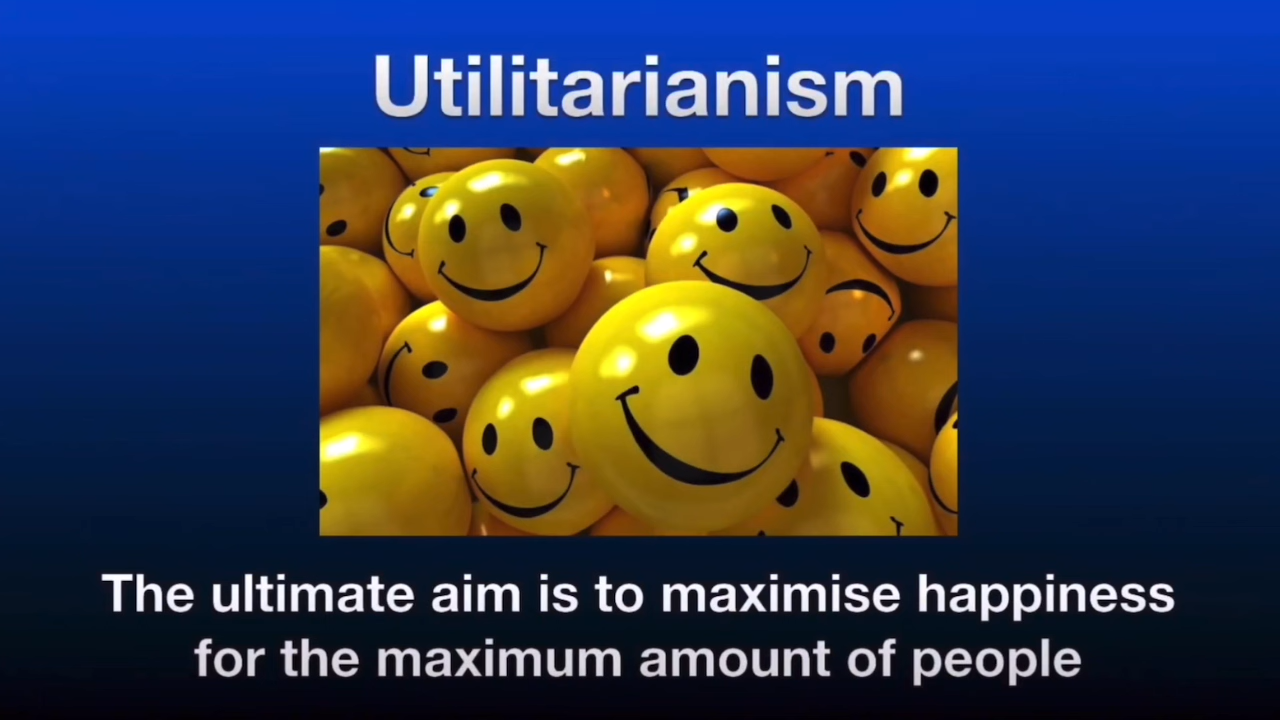 Utilitarianism
The ultimate aim is to maximise happiness
for the maximum amount of people